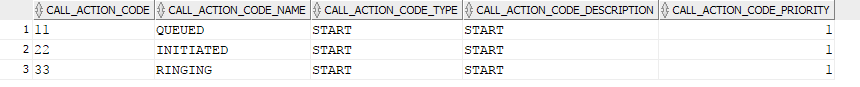 CALL_ACTION_CODE CALL_ACTION_CODE_NAME CALL_ACTION_CODE_TYPE CALL_ACTION_CODE_DESCRIPTION CALL_ACTION_CODE_PRIORITY
1 11 QUEUED START START 1
2 22 INITIATED START START 1
3 33 RINGING START START 1